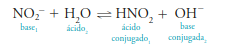 NO₂⁻ + H₂O ⇌ HNO₂ + OH⁻
base₁ ácido₂ ácido conjugado₁ base conjugada₂